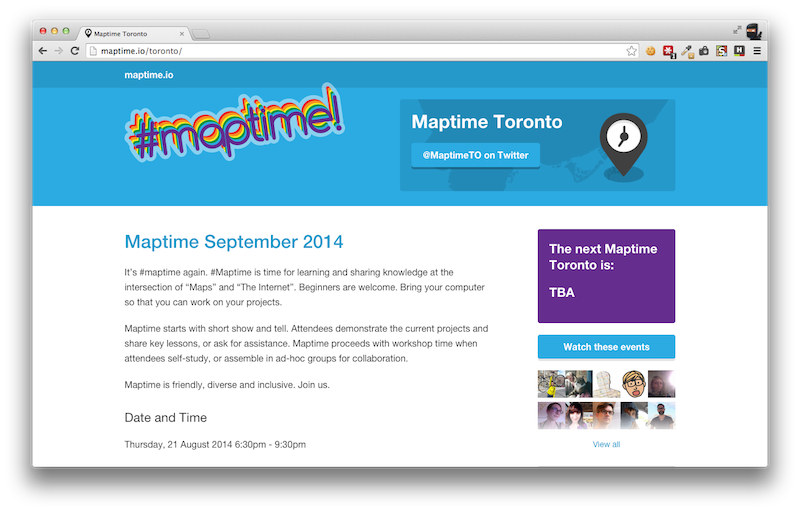 Maptime Toronto
maptime.io/toronto/
maptime.io
#maptime!
Maptime Toronto
@MaptimeTO on Twitter
Maptime September 2014
It's #maptime again. #Maptime is time for learning and sharing knowledge at the
intersection of “Maps” and “The Internet”. Beginners are welcome. Bring your computer
so that you can work on your projects.
Maptime starts with short show and tell. Attendees demonstrate the current projects and
share key lessons, or ask for assistance. Maptime proceeds with workshop time when
attendees self-study, or assemble in ad-hoc groups for collaboration.
Maptime is friendly, diverse and inclusive. Join us.
Date and Time
Thursday, 21 August 2014 6:30pm - 9:30pm
The next Maptime
Toronto is:
TBA
Watch these events
View all